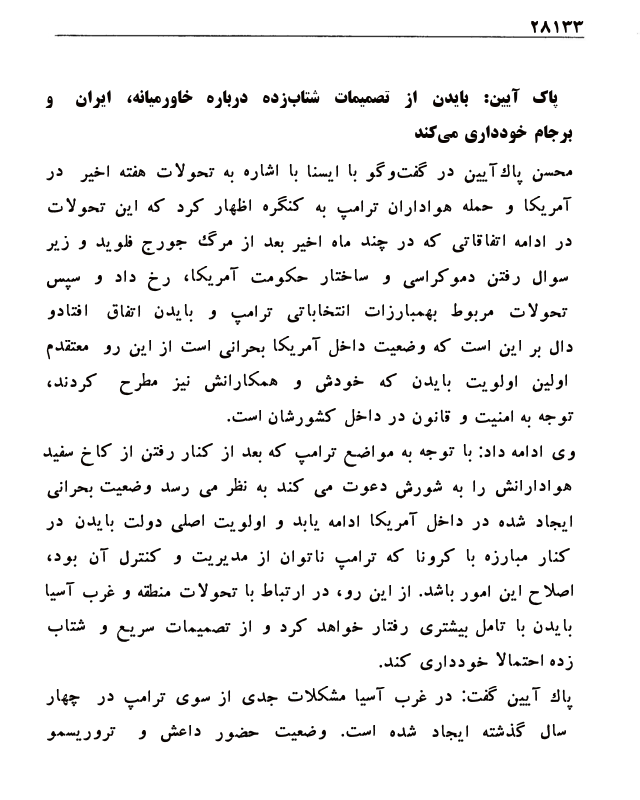 ۲۸۱۳۳
پاک آیین: بایدن از تصمیمات شتاب‌زده درباره خاورمیانه، ایران و
برجام خودداری می‌کند
محسن پاك‌آیین در گفت‌وگو با ایسنا با اشاره به تحولات هفته اخیر در
آمریکا و حمله هواداران ترامپ به کنگره اظهار کرد که این تحولات
در ادامه اتفاقاتی که در چند ماه اخیر بعد از مرگ جورج فلوید و زیر
سوال رفتن دموکراسی و ساختار حکومت آمریکا، رخ داد و سپس
تحولات مربوط بهمبارزات انتخاباتی ترامپ و بایدن اتفاق افتادو
دال بر این است که وضعیت داخل آمریکا بحرانی است از این رو معتقدم
اولین اولویت بایدن که خودش و همکارانش نیز مطرح کردند،
توجه به امنیت و قانون در داخل کشورشان است.
وی ادامه داد: با توجه به مواضع ترامپ که بعد از کنار رفتن از کاخ سفید
هوادارانش را به شورش دعوت می کند به نظر می رسد وضعیت بحرانی
ایجاد شده در داخل آمریکا ادامه یابد و اولویت اصلی دولت بایدن در
کنار مبارزه با کرونا که ترامپ ناتوان از مدیریت و کنترل آن بود،
اصلاح این امور باشد. از این رو، در ارتباط با تحولات منطقه و غرب آسیا
بایدن با تامل بیشتری رفتار خواهد کرد و از تصمیمات سریع و شتاب
زده احتمالا خودداری کند.
پاك آیین گفت: در غرب آسیا مشکلات جدی از سوی ترامپ در چهار
سال گذشته ایجاد شده است. وضعیت حضور داعش و تروریسمو